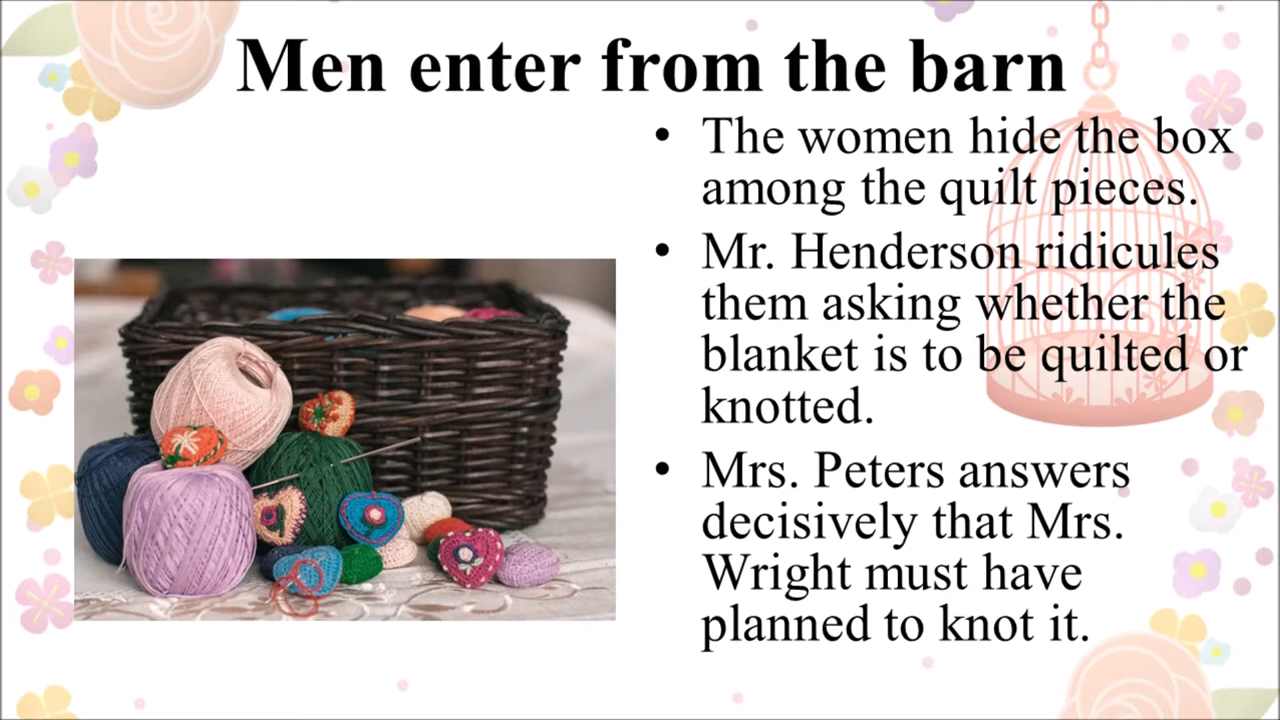 Men enter from the barn
• The women hide the box
among the quilt pieces.
• Mr. Henderson ridicules
them asking whether the
blanket is to be quilted or
knotted.
• Mrs. Peters answers
decisively that Mrs.
Wright must have
planned to knot it.